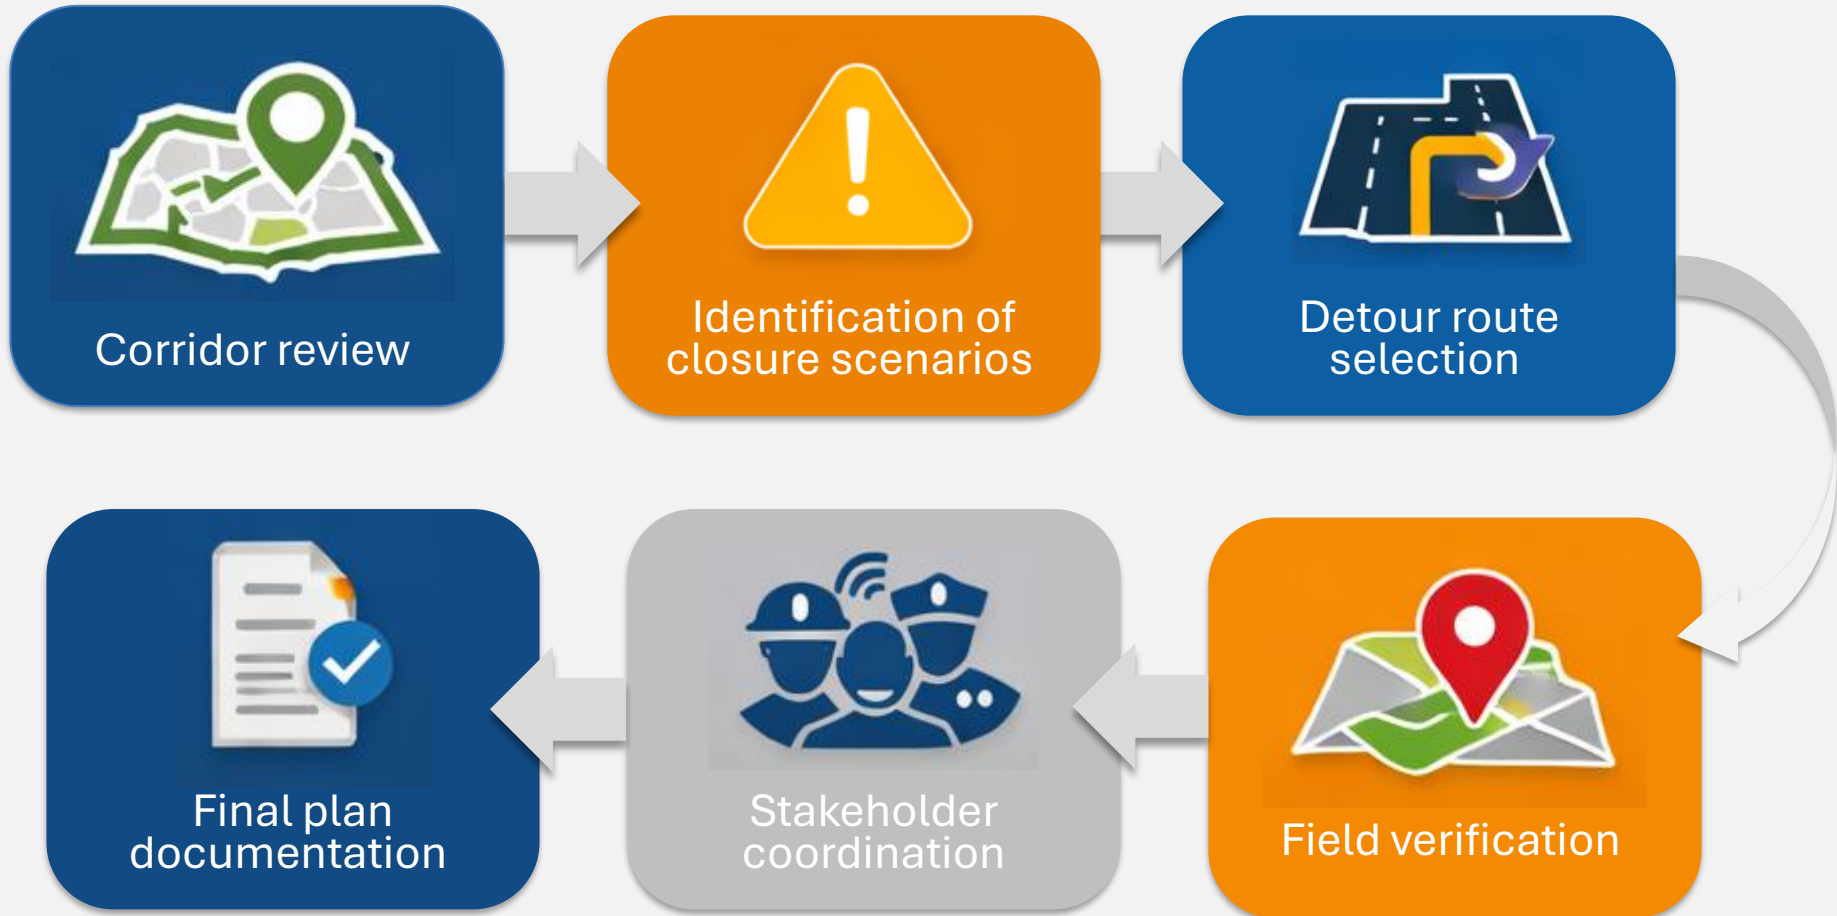 Corridor review
Identification of
closure scenarios
Detour route
selection
Field verification
Stakeholder
coordination
Final plan
documentation